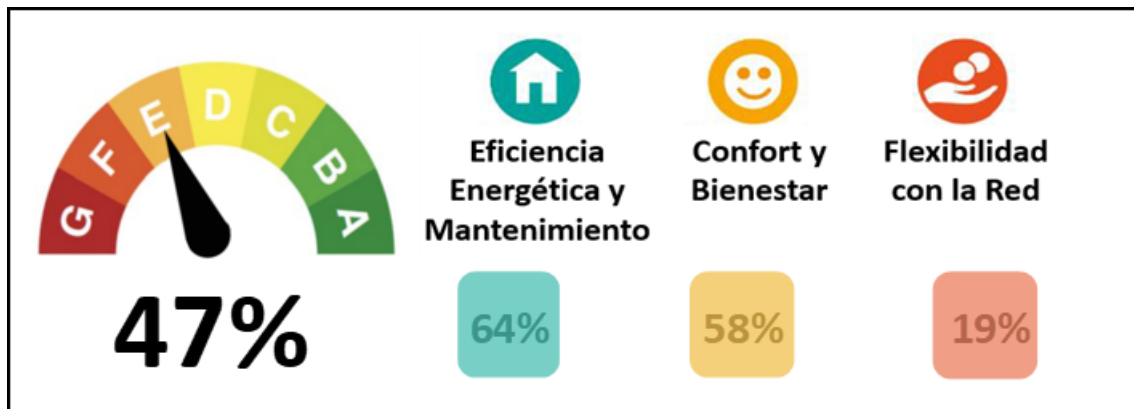 G
F
E
D
C
B
A
47%
Eficiencia
Energética y
Mantenimiento
64%
Confort y
Bienestar
58%
Flexibilidad
con la Red
19%